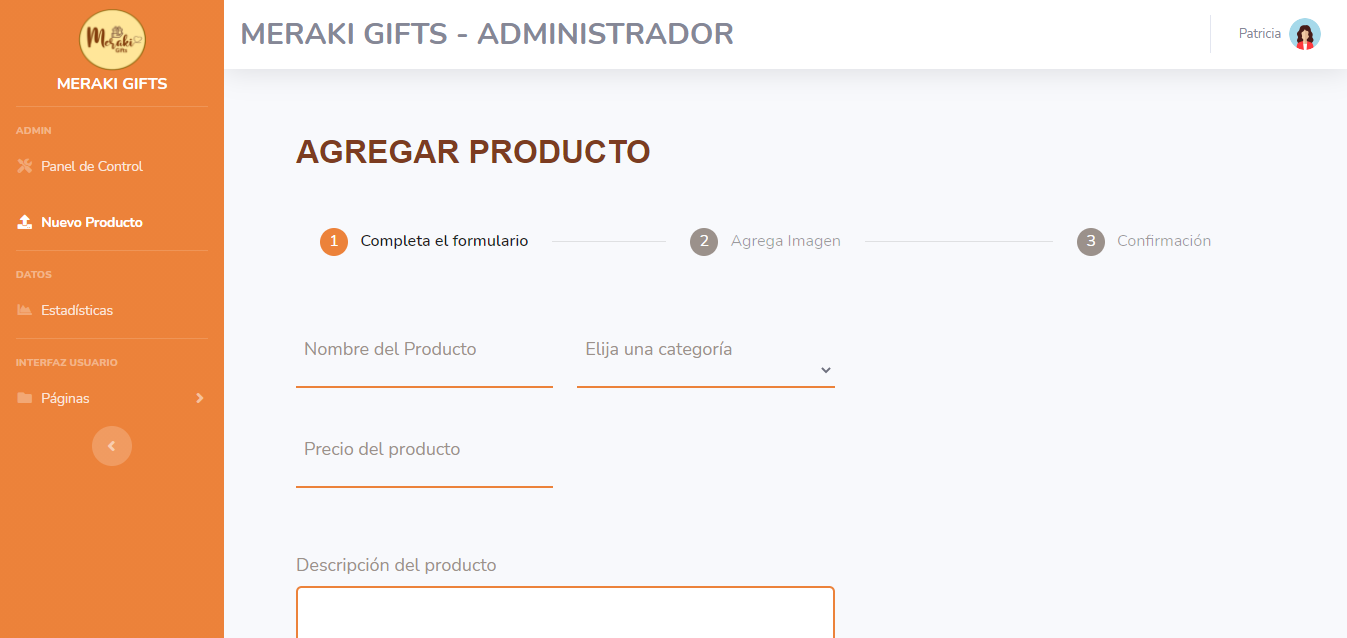 Meraki
Gifts
MERAKI GIFTS
ADMIN
Panel de Control
Nuevo Producto
DATOS
Estadísticas
INTERFAZ USUARIO
Páginas
MERAKI GIFTS - ADMINISTRADOR
Patricia
AGREGAR PRODUCTO
1 Completa el formulario
2 Agrega Imagen
3 Confirmación
Nombre del Producto
Elija una categoría
Precio del producto
Descripción del producto